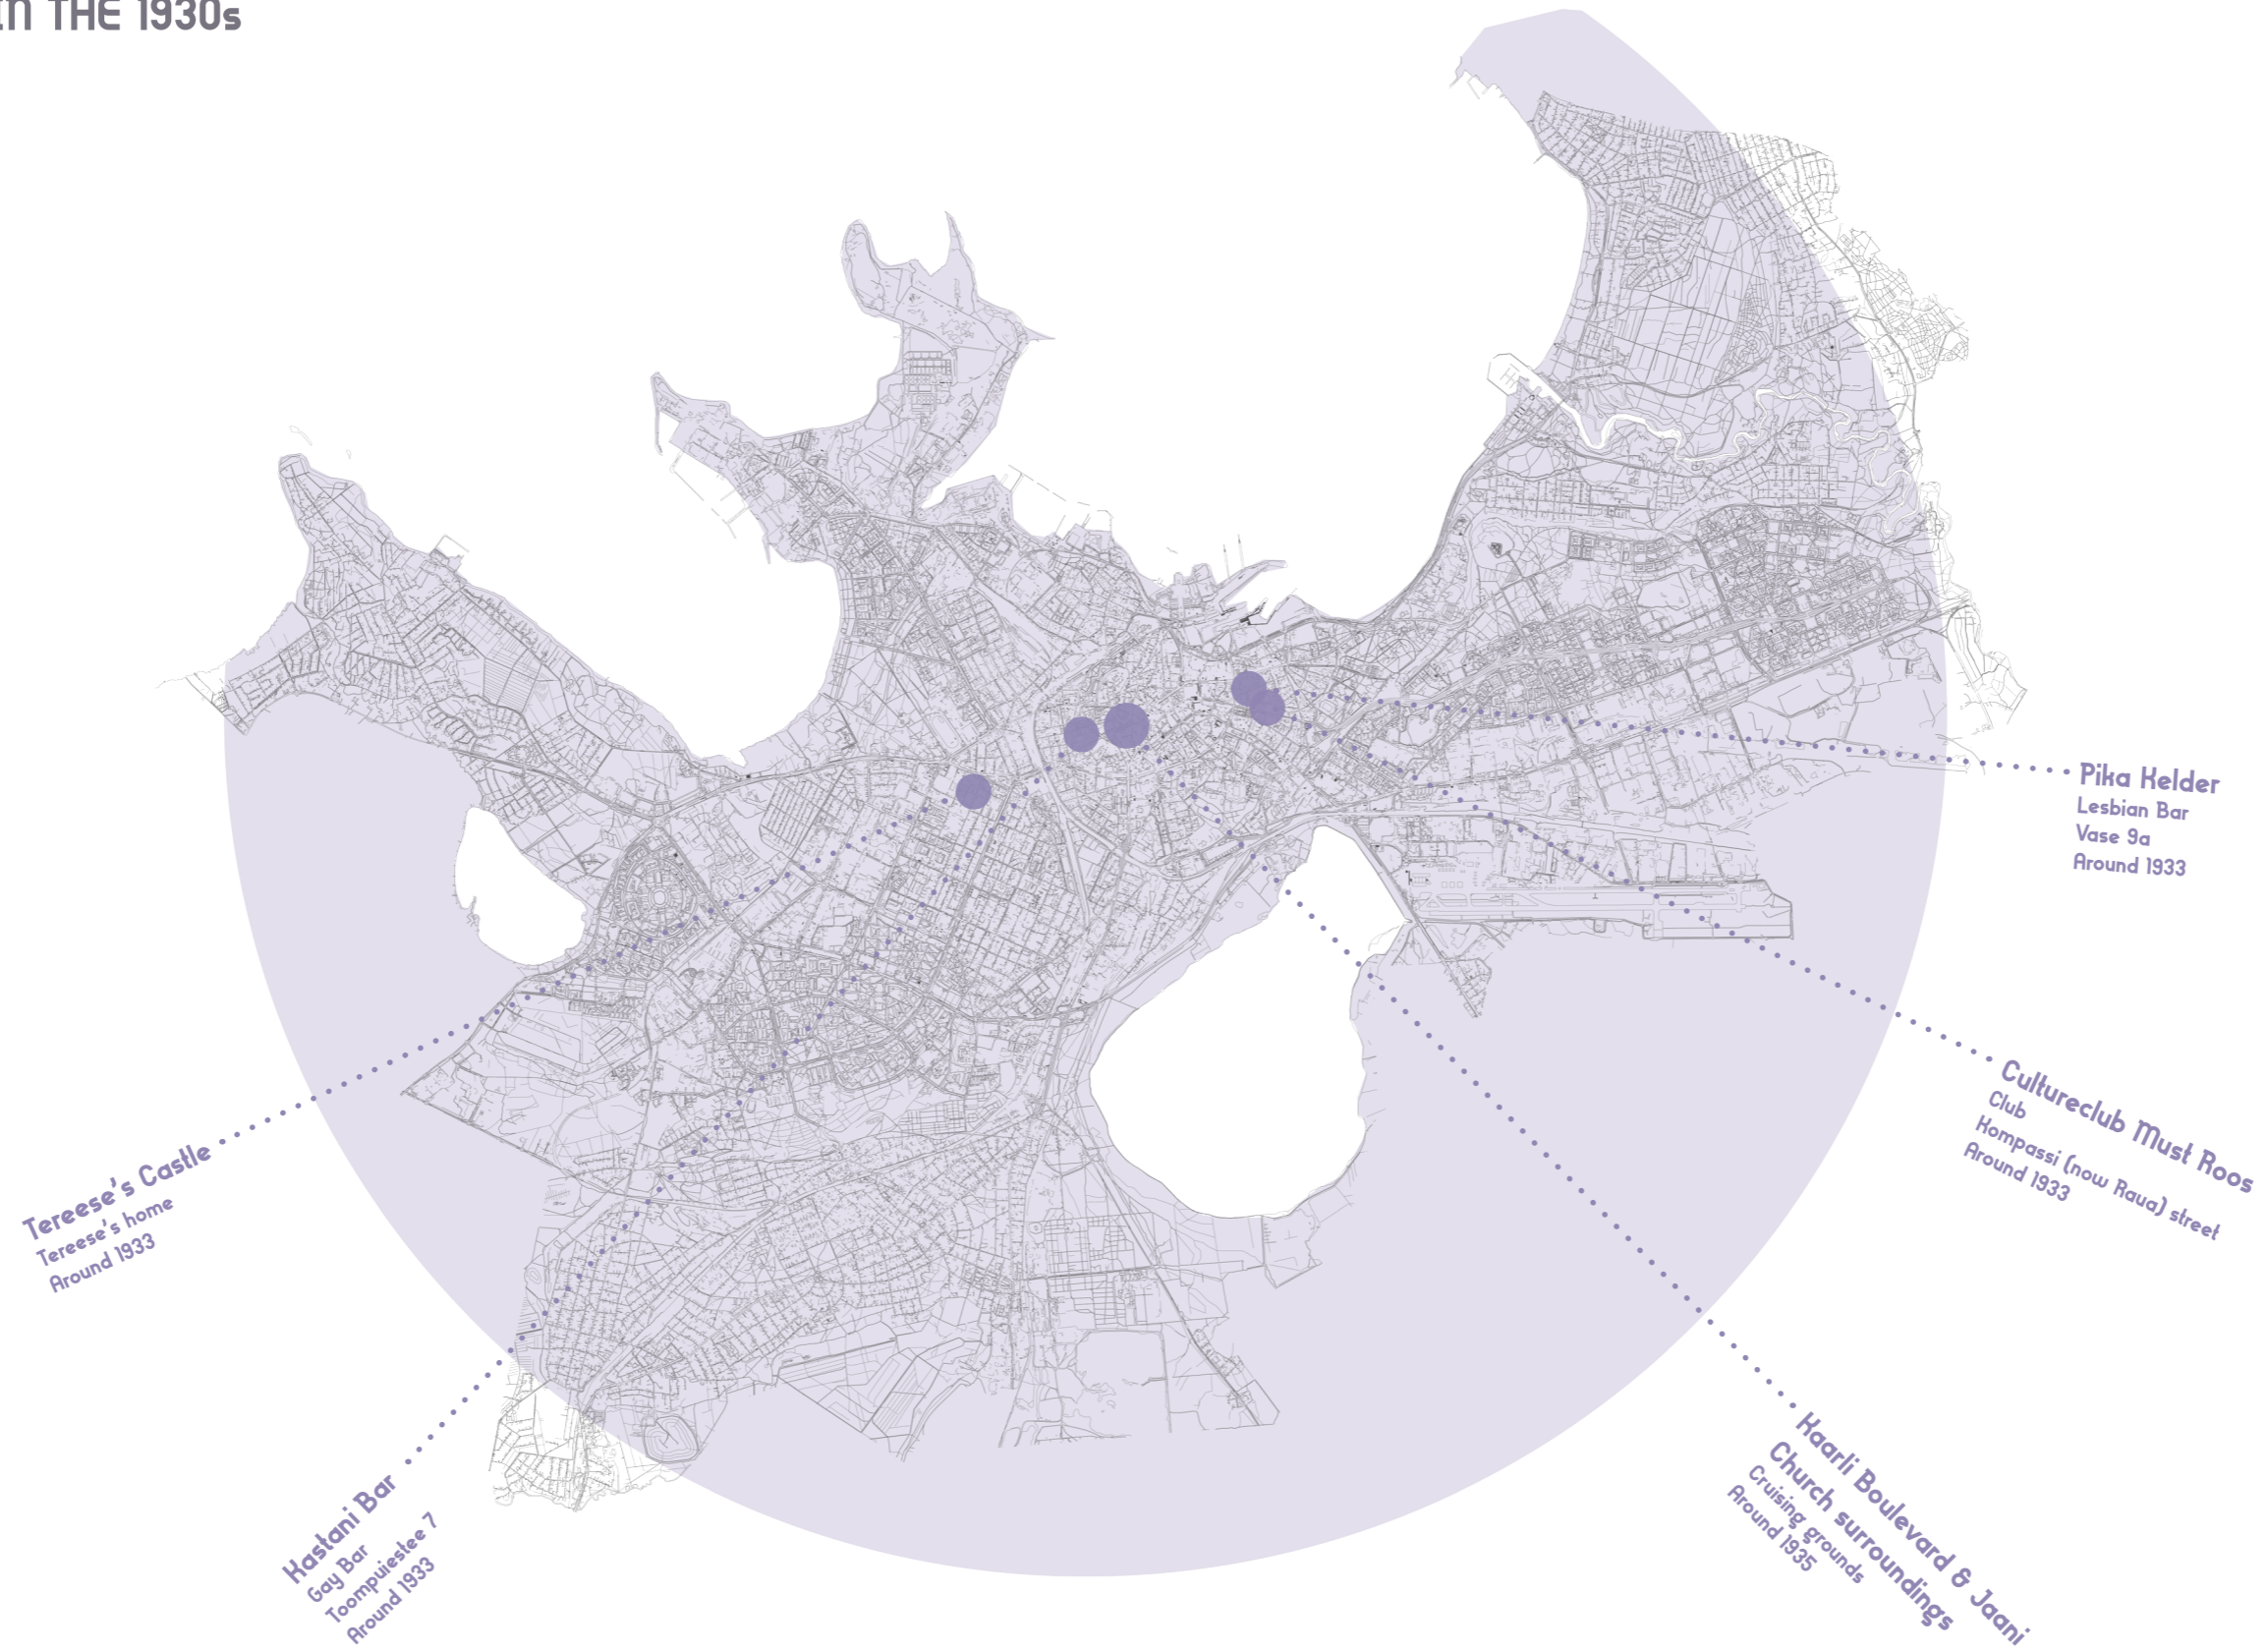 IN THE 1930s
Pika Kelder
Lesbian Bar
Vase 9a
Around 1933
Cultureclub Must Roos
Club
Kompassi (now Raua) street
Around 1933
Kaarli Boulevard & Jaani
Church surroundings
Cruising grounds
Around 1935
Tereese's Castle
Tereese's home
Around 1933
Kastani Bar
Gay Bar
Toompuiestee 7
Around 1933